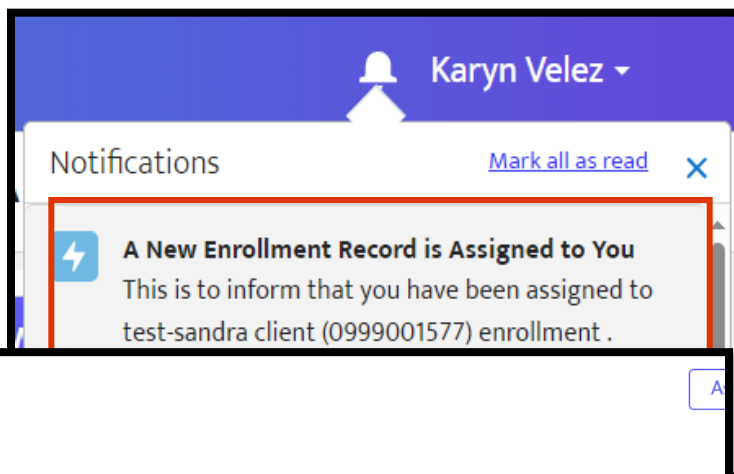 Karyn Velez
Notifications Mark all as read
A New Enrollment Record is Assigned to You
This is to inform that you have been assigned to
test-sandra client (0999001577) enrollment .